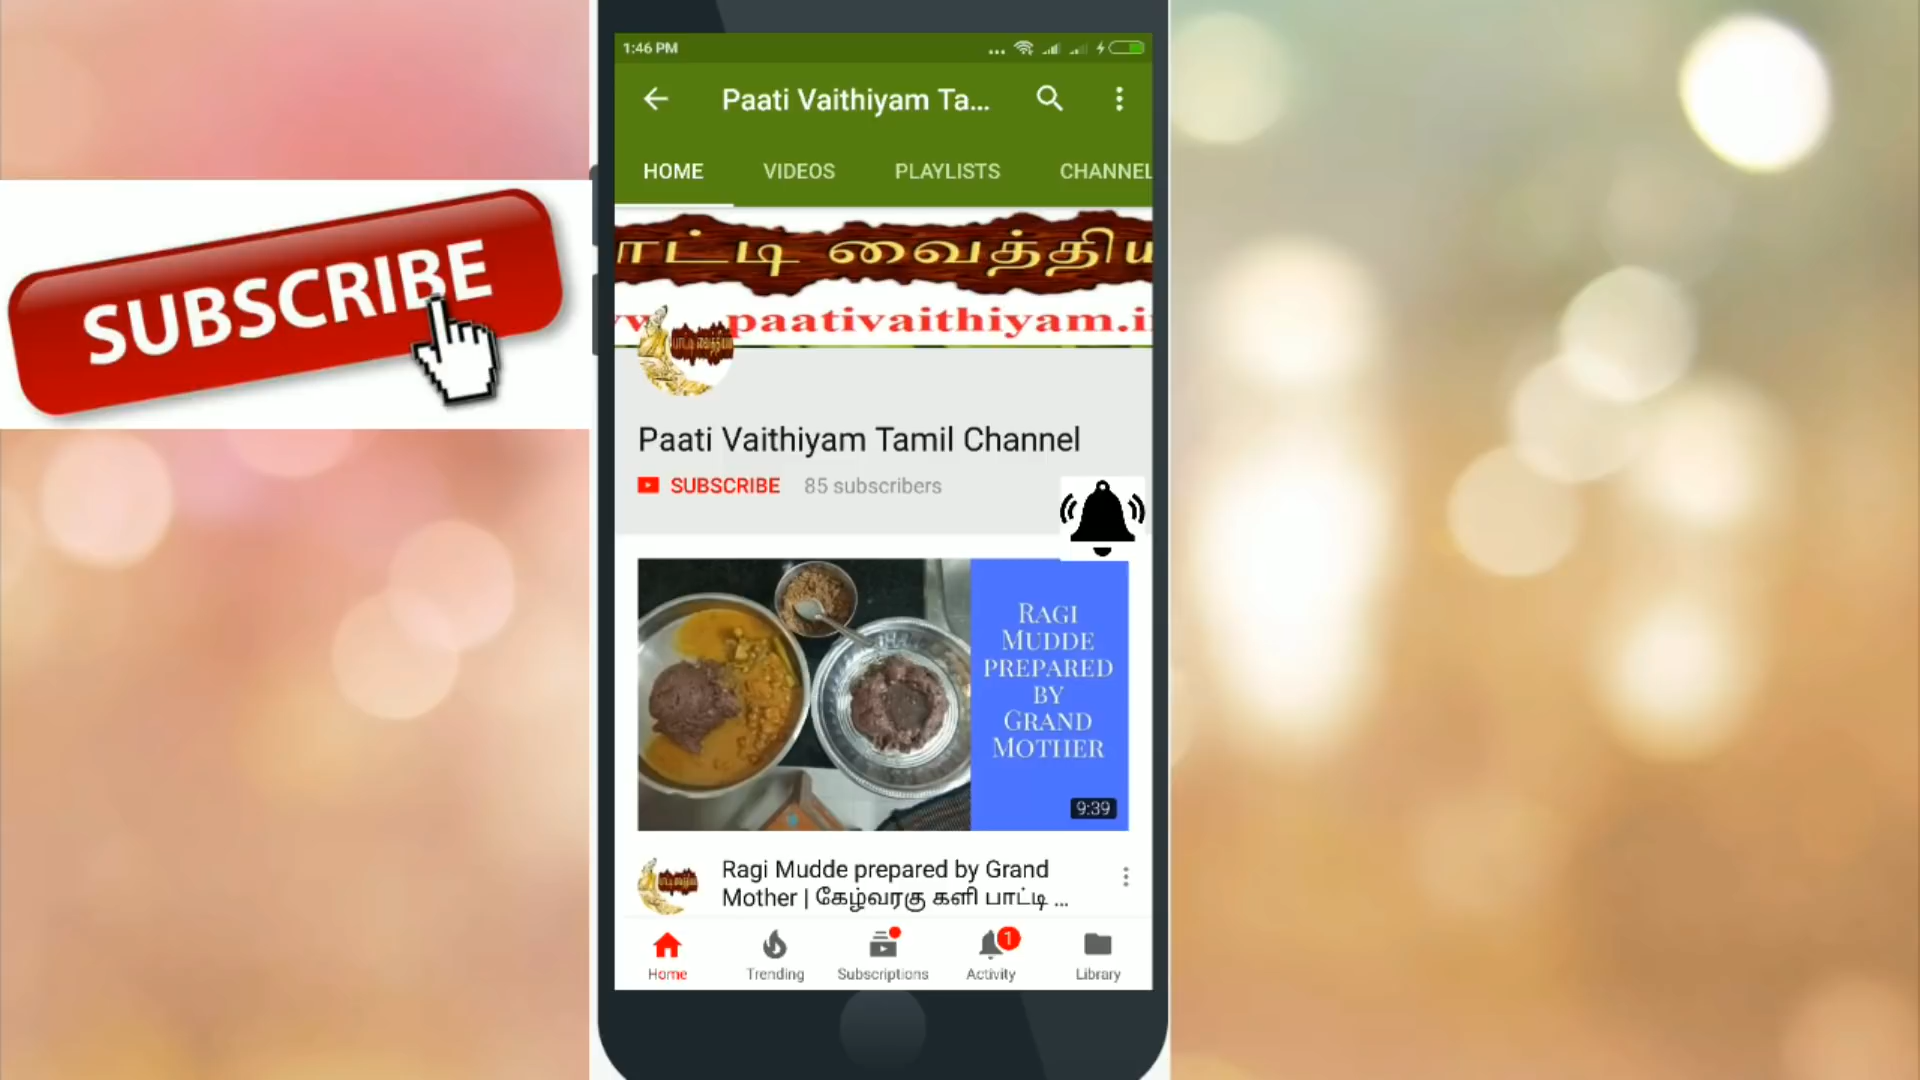 SUBSCRIBE
1:46 PM
Paati Vaithiyam Ta...
HOME VIDEOS PLAYLISTS CHANNEL
பாட்டி வைத்திய
paativaithiyam.i
Paati Vaithiyam Tamil Channel
SUBSCRIBE 85 subscribers
RAGI
MUDDE
PREPARED
BY
GRAND
MOTHER
9:39
Ragi Mudde prepared by Grand
Mother | கேழ்வரகு களி பாட்டி ...
1
Home Trending Subscriptions Activity Library